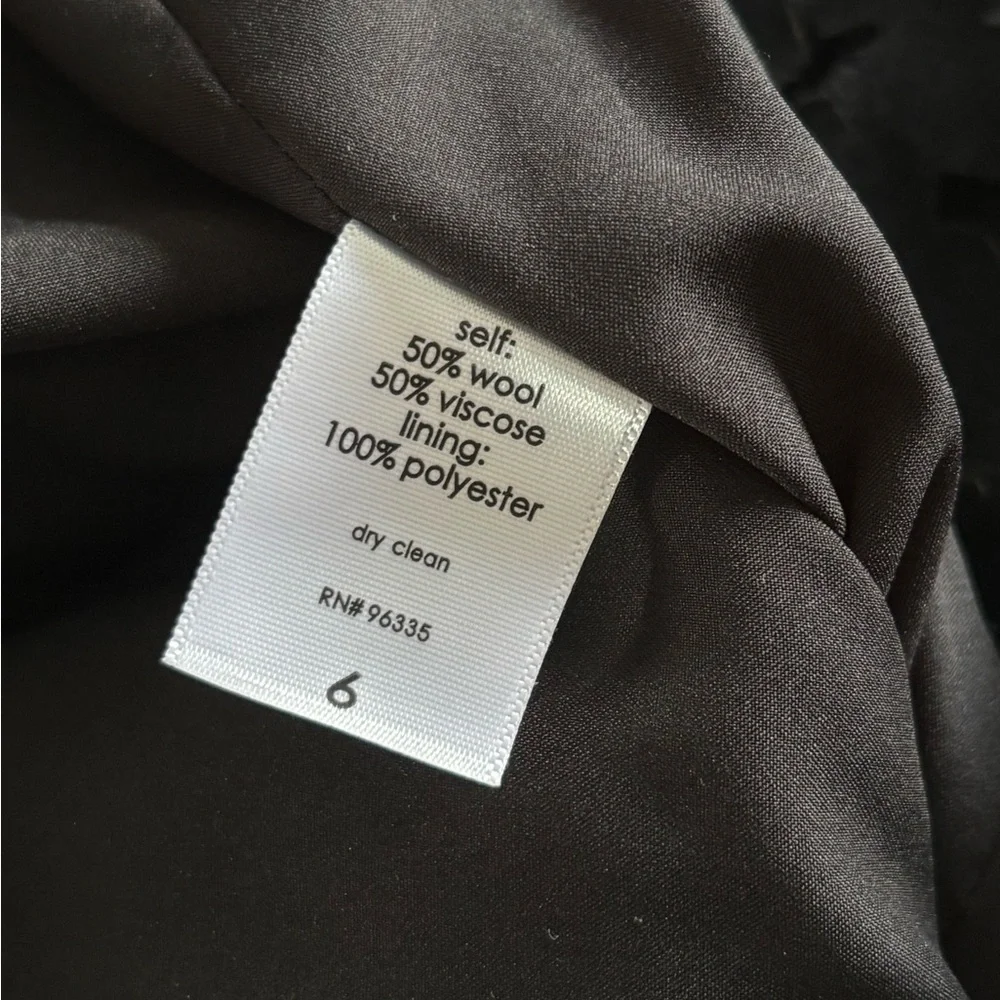 self:
50% wool
50% viscose
lining:
100% polyester
dry clean
RN# 96335
6